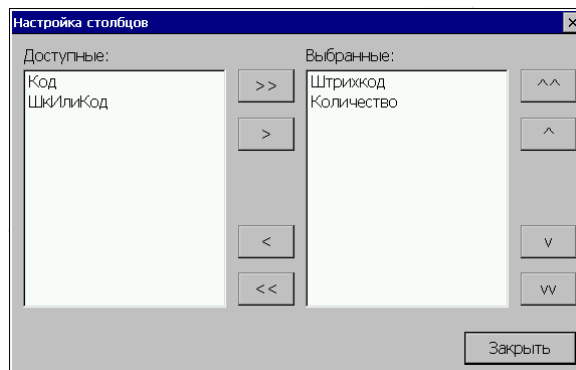 Настройка столбцов
Доступные: Выбранные:
Код
ШкИлиКод
Штрихкод
Количество
>>
>
<
<<
^^
^
v
vv
Закрыть